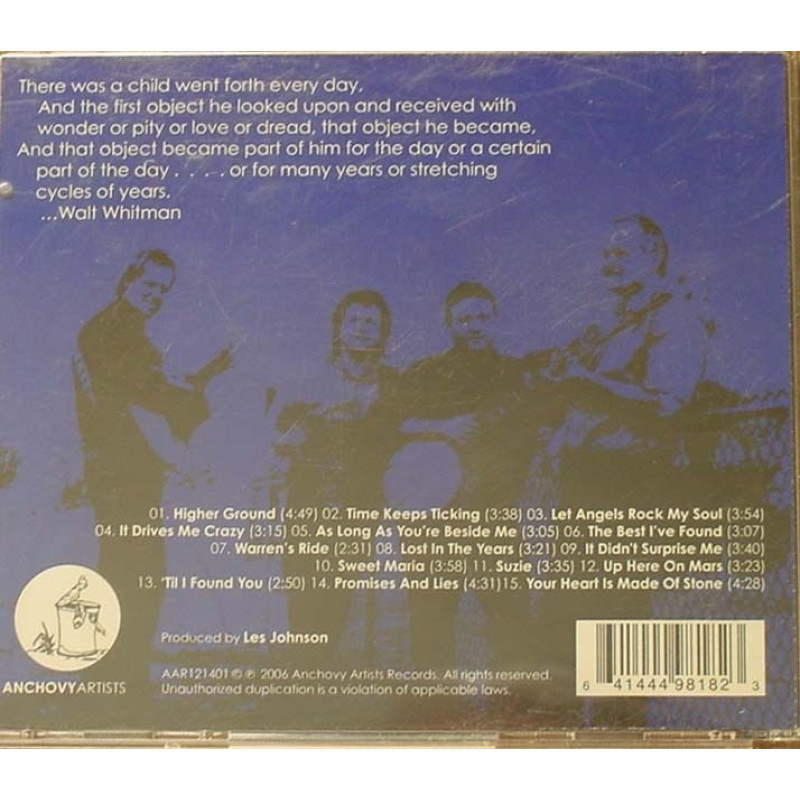 There was a child went forth every day,
And the first object he looked upon and received with
wonder or pity or love or dread, that object he became,
And that object became part of him for the day or a certain
part of the day . . . . or for many years or stretching
cycles of years.
...Walt Whitman
01. Higher Ground (4:49) 02. Time Keeps Ticking (3:38) 03. Let Angels Rock My Soul (3:54)
04. It Drives Me Crazy (3:15) 05. As Long As You're Beside Me (3:05) 06. The Best I've Found (3:07)
07. Warren's Ride (2:31) 08. Lost In The Years (3:21) 09. It Didn't Surprise Me (3:40)
10. Sweet Maria (3:58) 11. Suzie (3:35) 12. Up Here On Mars (3:23)
13. 'Til I Found You (2:50) 14. Promises And Lies (4:31)15. Your Heart Is Made Of Stone (4:28)
Produced by Les Johnson
AAR121401 © ℗ 2006 Anchovy Artists Records. All rights reserved.
Unauthorized duplication is a violation of applicable laws.
ANCHOVYARTISTS
6 41444 98182 3